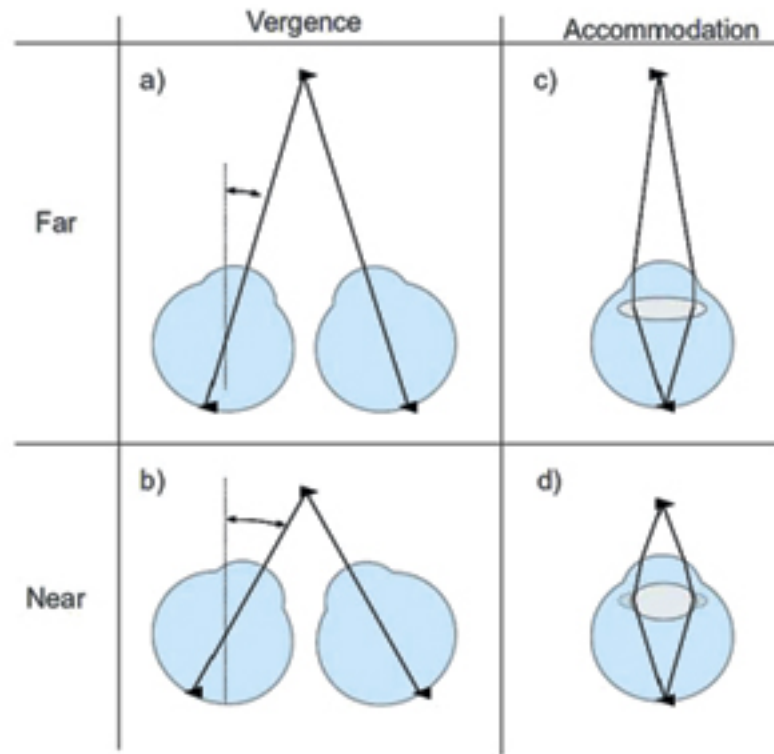 Vergence
Accommodation
a)
c)
Far
b)
d)
Near